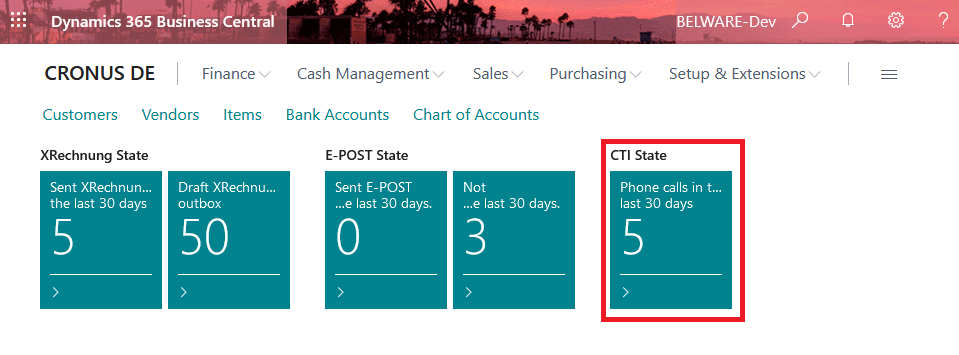 Dynamics 365 Business Central BELWARE-Dev ?
CRONUS DE Finance Cash Management Sales Purchasing Setup & Extensions
Customers Vendors Items Bank Accounts Chart of Accounts
XRechnung State E-POST State CTI State
Sent XRechnun... Draft XRechnu... Sent E-POST Not Phone calls in t...
the last 30 days outbox ...e last 30 days. ...e last 30 days. last 30 days
5 50 0 3 5